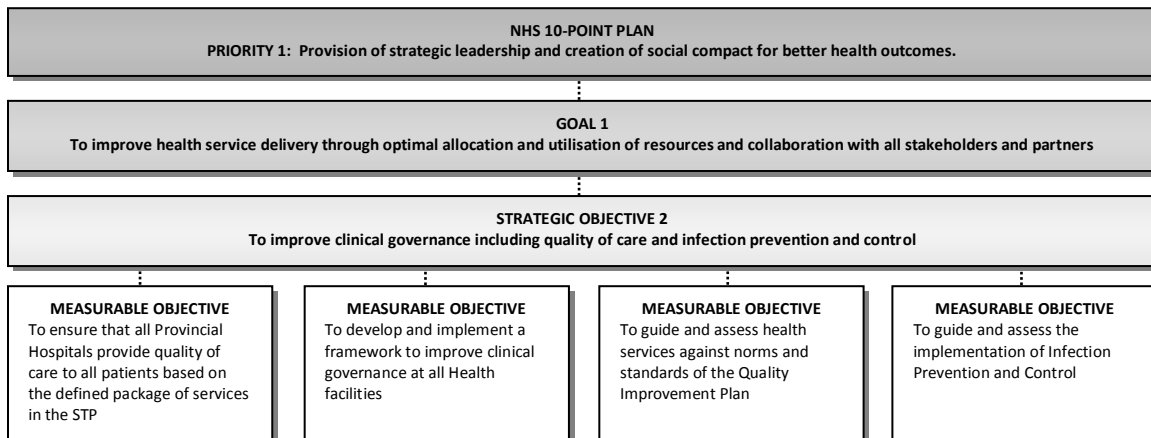 NHS 10-POINT PLAN
PRIORITY 1: Provision of strategic leadership and creation of social compact for better health outcomes.
GOAL 1
To improve health service delivery through optimal allocation and utilisation of resources and collaboration with all stakeholders and partners
STRATEGIC OBJECTIVE 2
To improve clinical governance including quality of care and infection prevention and control
MEASURABLE OBJECTIVE
To ensure that all Provincial
Hospitals provide quality of
care to all patients based on
the defined package of services
in the STP
MEASURABLE OBJECTIVE
To develop and implement a
framework to improve clinical
governance at all Health
facilities
MEASURABLE OBJECTIVE
To guide and assess health
services against norms and
standards of the Quality
Improvement Plan
MEASURABLE OBJECTIVE
To guide and assess the
implementation of Infection
Prevention and Control